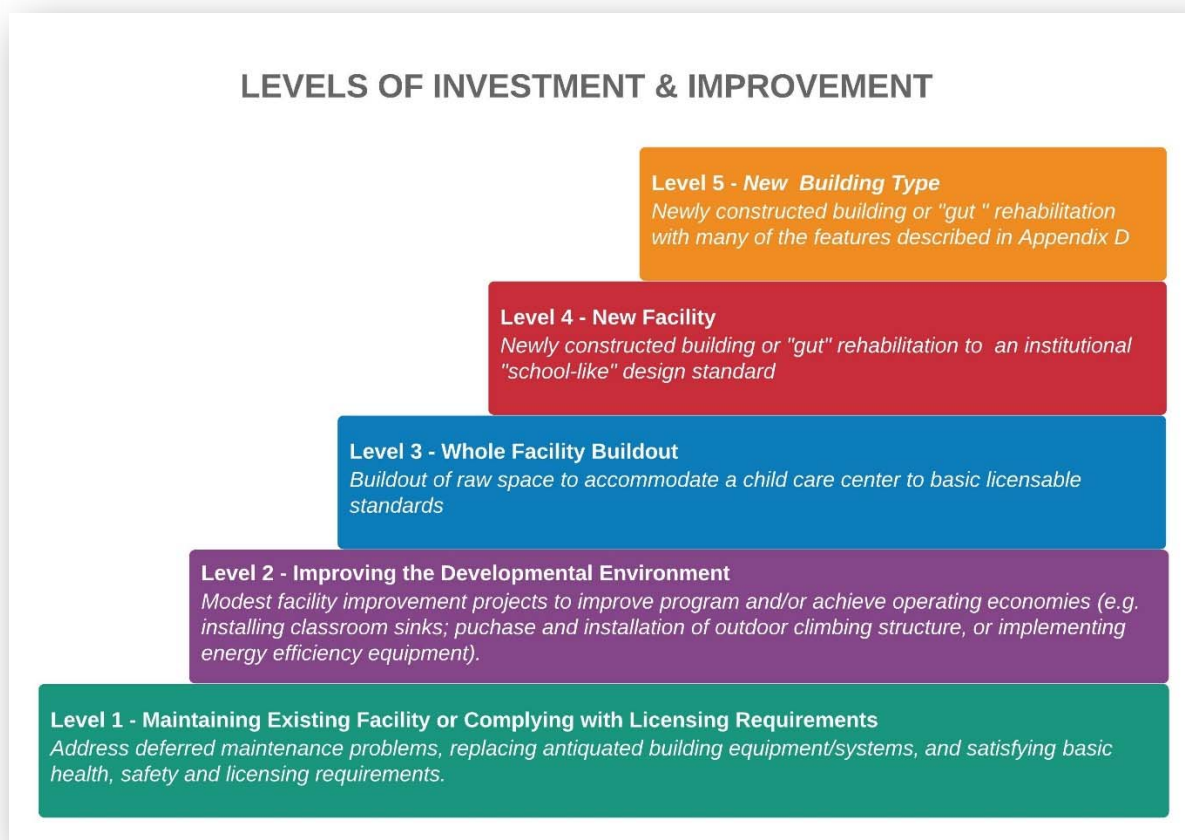 LEVELS OF INVESTMENT & IMPROVEMENT
Level 5 - New Building Type
Newly constructed building or "gut " rehabilitation
with many of the features described in Appendix D
Level 4 - New Facility
Newly constructed building or "gut" rehabilitation to an institutional
"school-like" design standard
Level 3 - Whole Facility Buildout
Buildout of raw space to accommodate a child care center to basic licensable
standards
Level 2 - Improving the Developmental Environment
Modest facility improvement projects to improve program and/or achieve operating economies (e.g.
installing classroom sinks; puchase and installation of outdoor climbing structure, or implementing
energy efficiency equipment).
Level 1 - Maintaining Existing Facility or Complying with Licensing Requirements
Address deferred maintenance problems, replacing antiquated building equipment/systems, and satisfying basic
health, safety and licensing requirements.